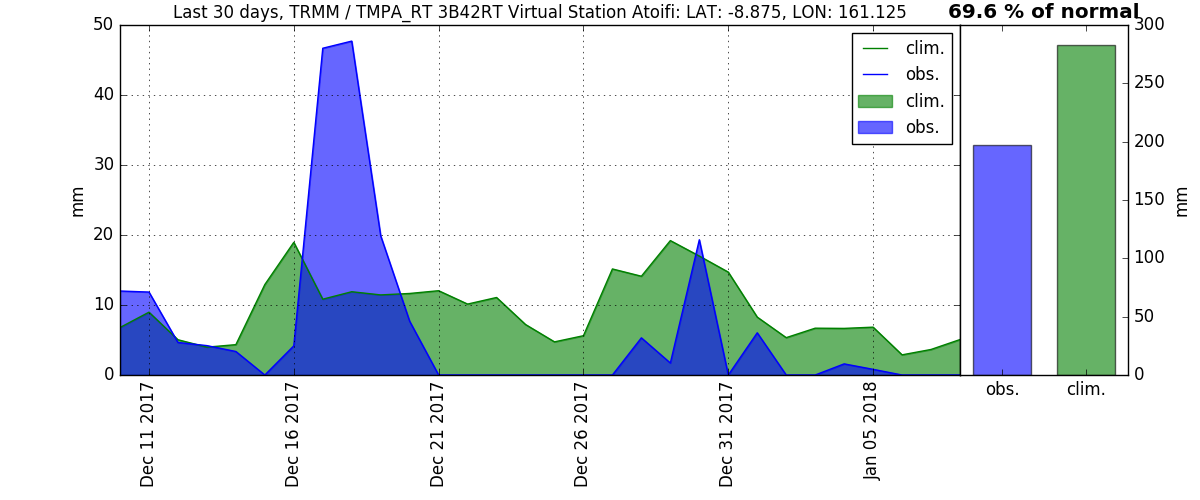 Last 30 days, TRMM / TMPA_RT 3B42RT Virtual Station Atoifi: LAT: -8.875, LON: 161.125
69.6 % of normal
50
40
30
20
10
0
mm
clim.
obs.
clim.
obs.
Dec 11 2017
Dec 16 2017
Dec 21 2017
Dec 26 2017
Dec 31 2017
Jan 05 2018
300
250
200
150
100
50
0
mm
obs.
clim.